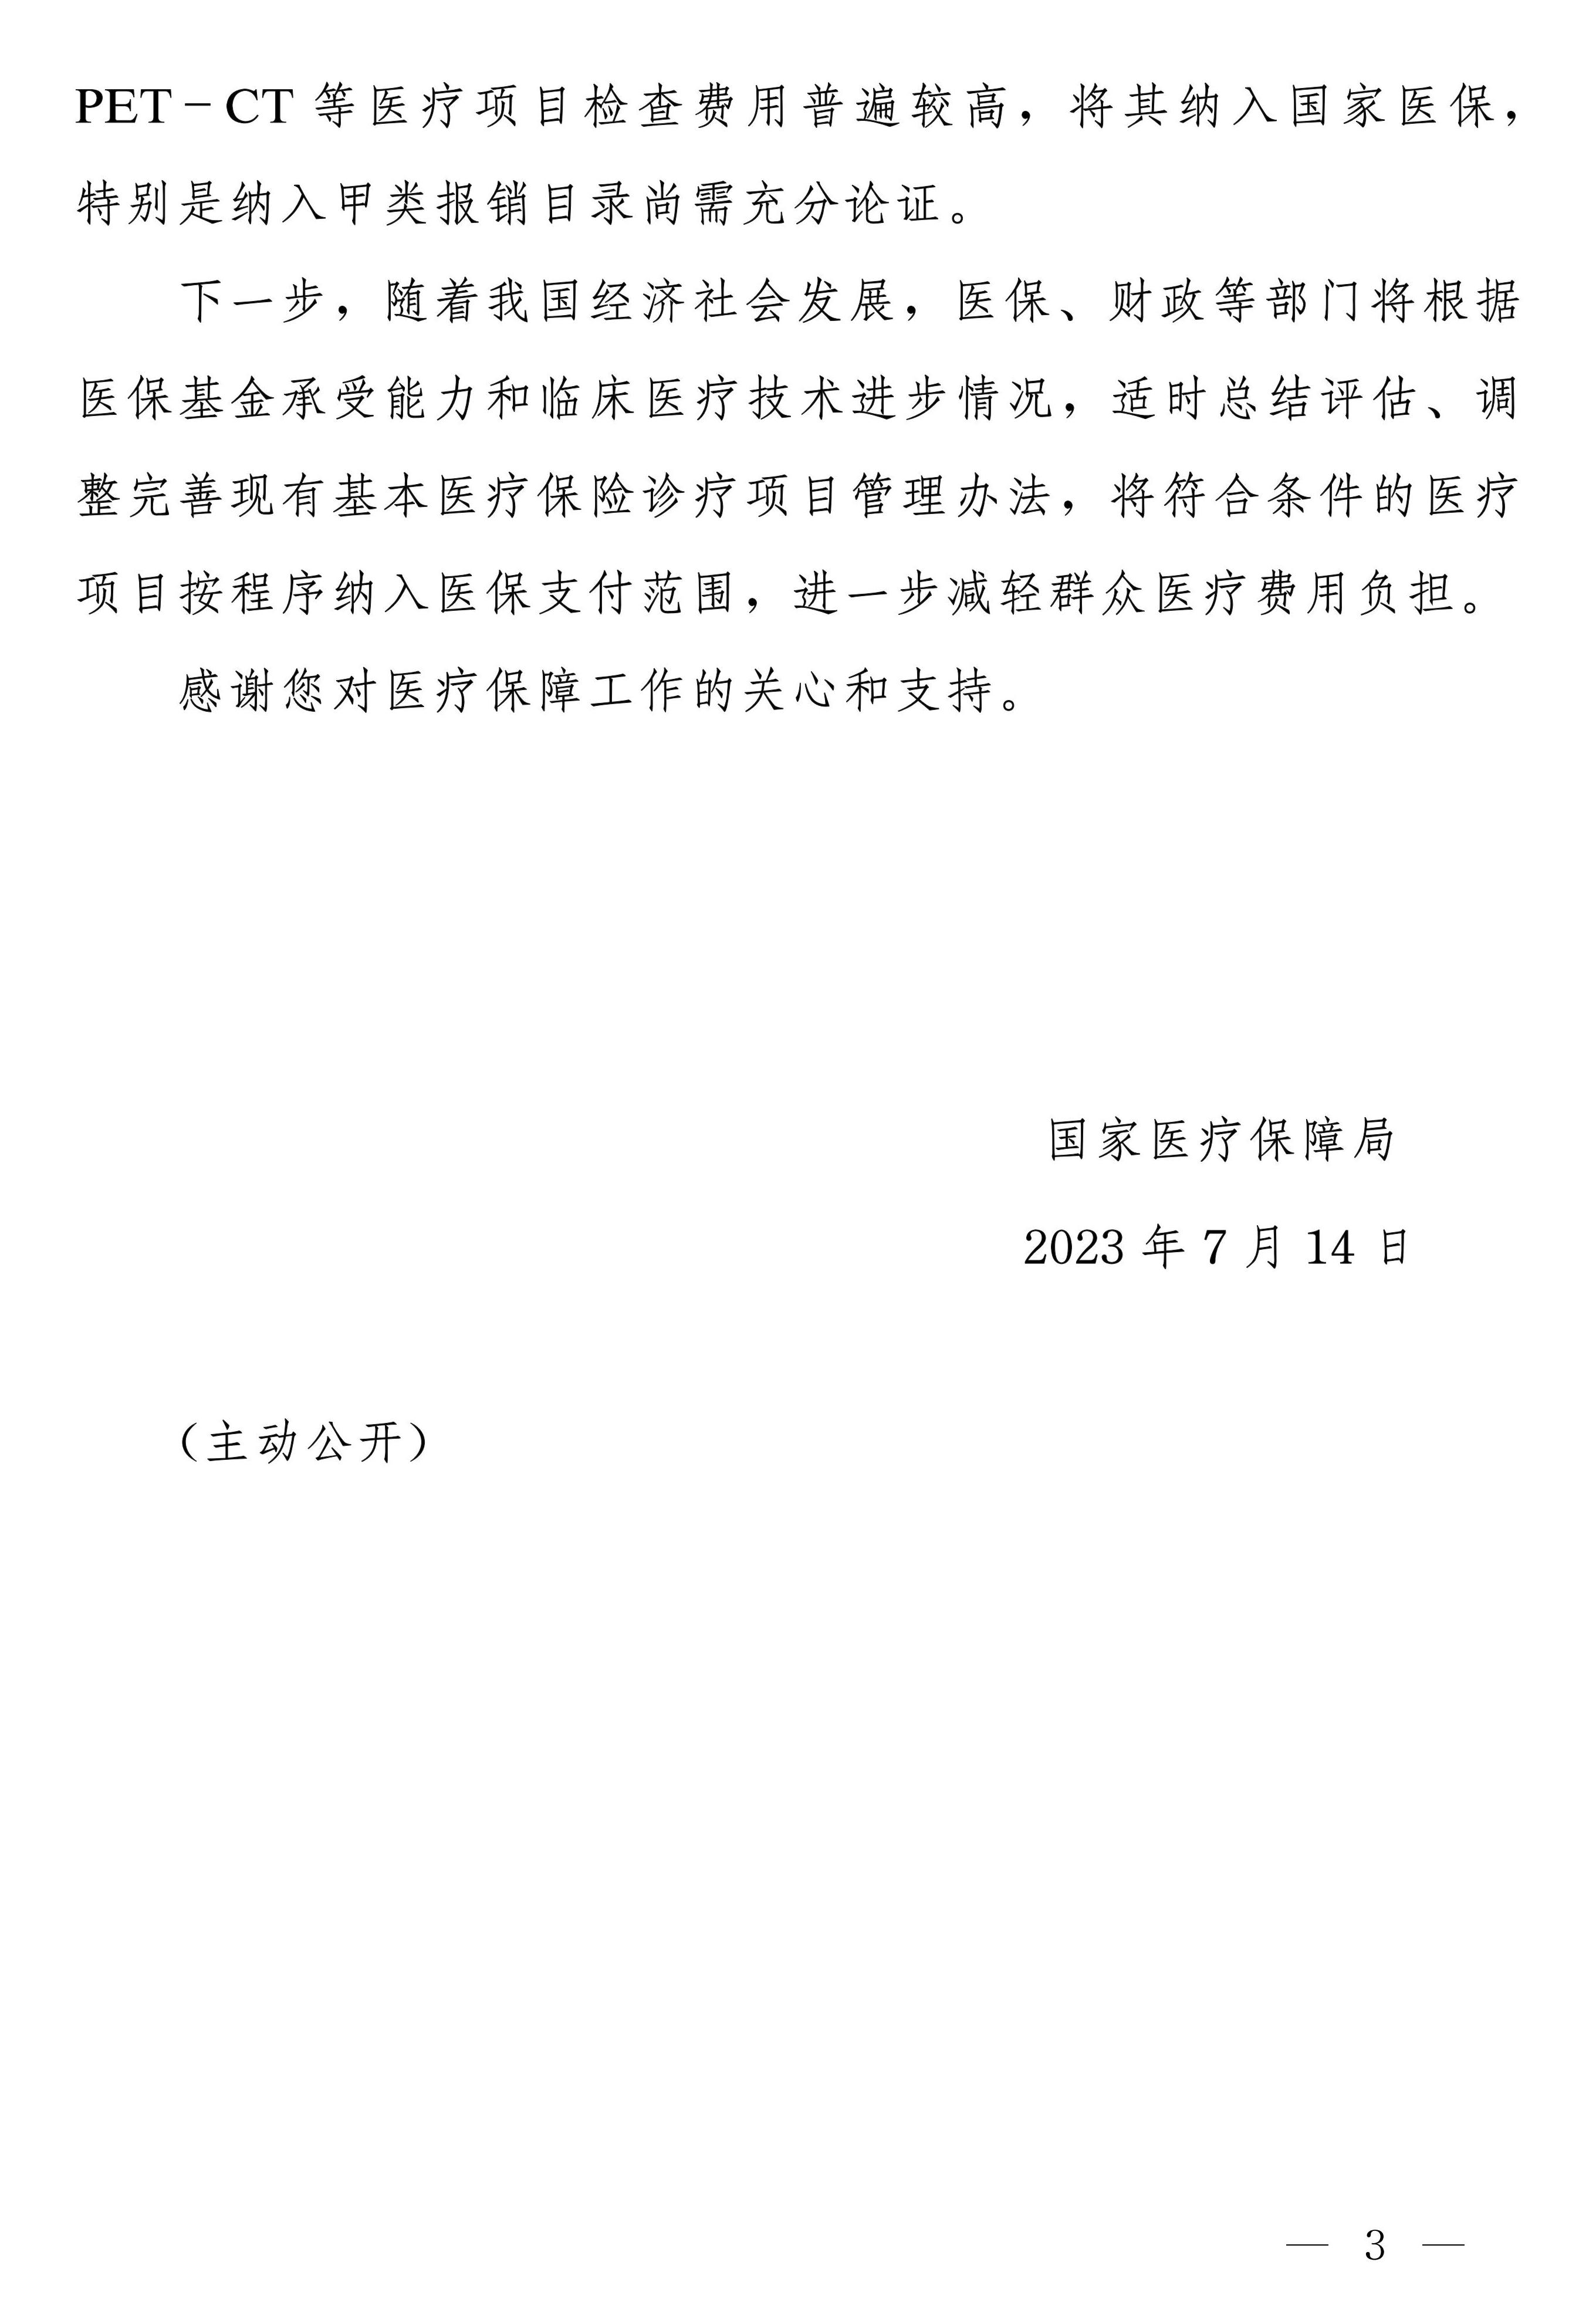 PET-CT 等医疗项目检查费用普遍较高，将其纳入国家医保，
特别是纳入甲类报销目录尚需充分论证。
下一步，随着我国经济社会发展，医保、财政等部门将根据
医保基金承受能力和临床医疗技术进步情况，适时总结评估、调
整完善现有基本医疗保险诊疗项目管理办法，将符合条件的医疗
项目按程序纳入医保支付范围，进一步减轻群众医疗费用负担。
感谢您对医疗保障工作的关心和支持。
国家医疗保障局
2023 年 7 月 14 日
（主动公开）
— 3 —